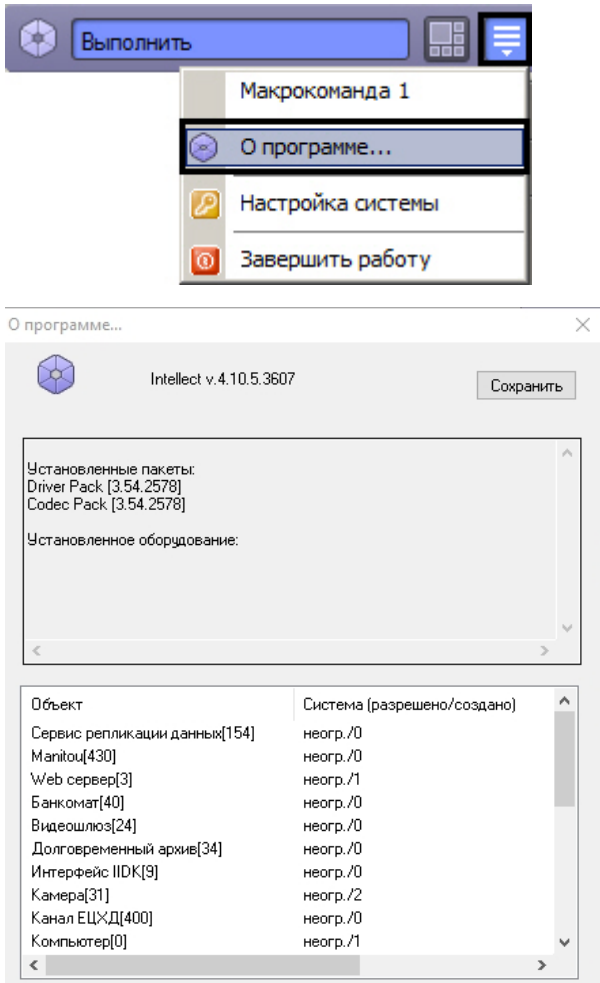 Выполнить
Макрокоманда 1
О программе...
Настройка системы
Завершить работу
О программе...
Intellect v.4.10.5.3607
Сохранить
Установленные пакеты:
Driver Pack [3.54.2578]
Codec Pack [3.54.2578]
Установленное оборудование:
Объект Система (разрешено/создано)
Сервис репликации данных[154] неогр./0
Manitou[430] неогр./0
Web сервер[3] неогр./1
Банкомат[40] неогр./0
Видеошлюз[24] неогр./0
Долговременный архив[34] неогр./0
Интерфейс IIDK[9] неогр./0
Камера[31] неогр./2
Канал ЕЦХД[400] неогр./0
Компьютер[0] неогр./1